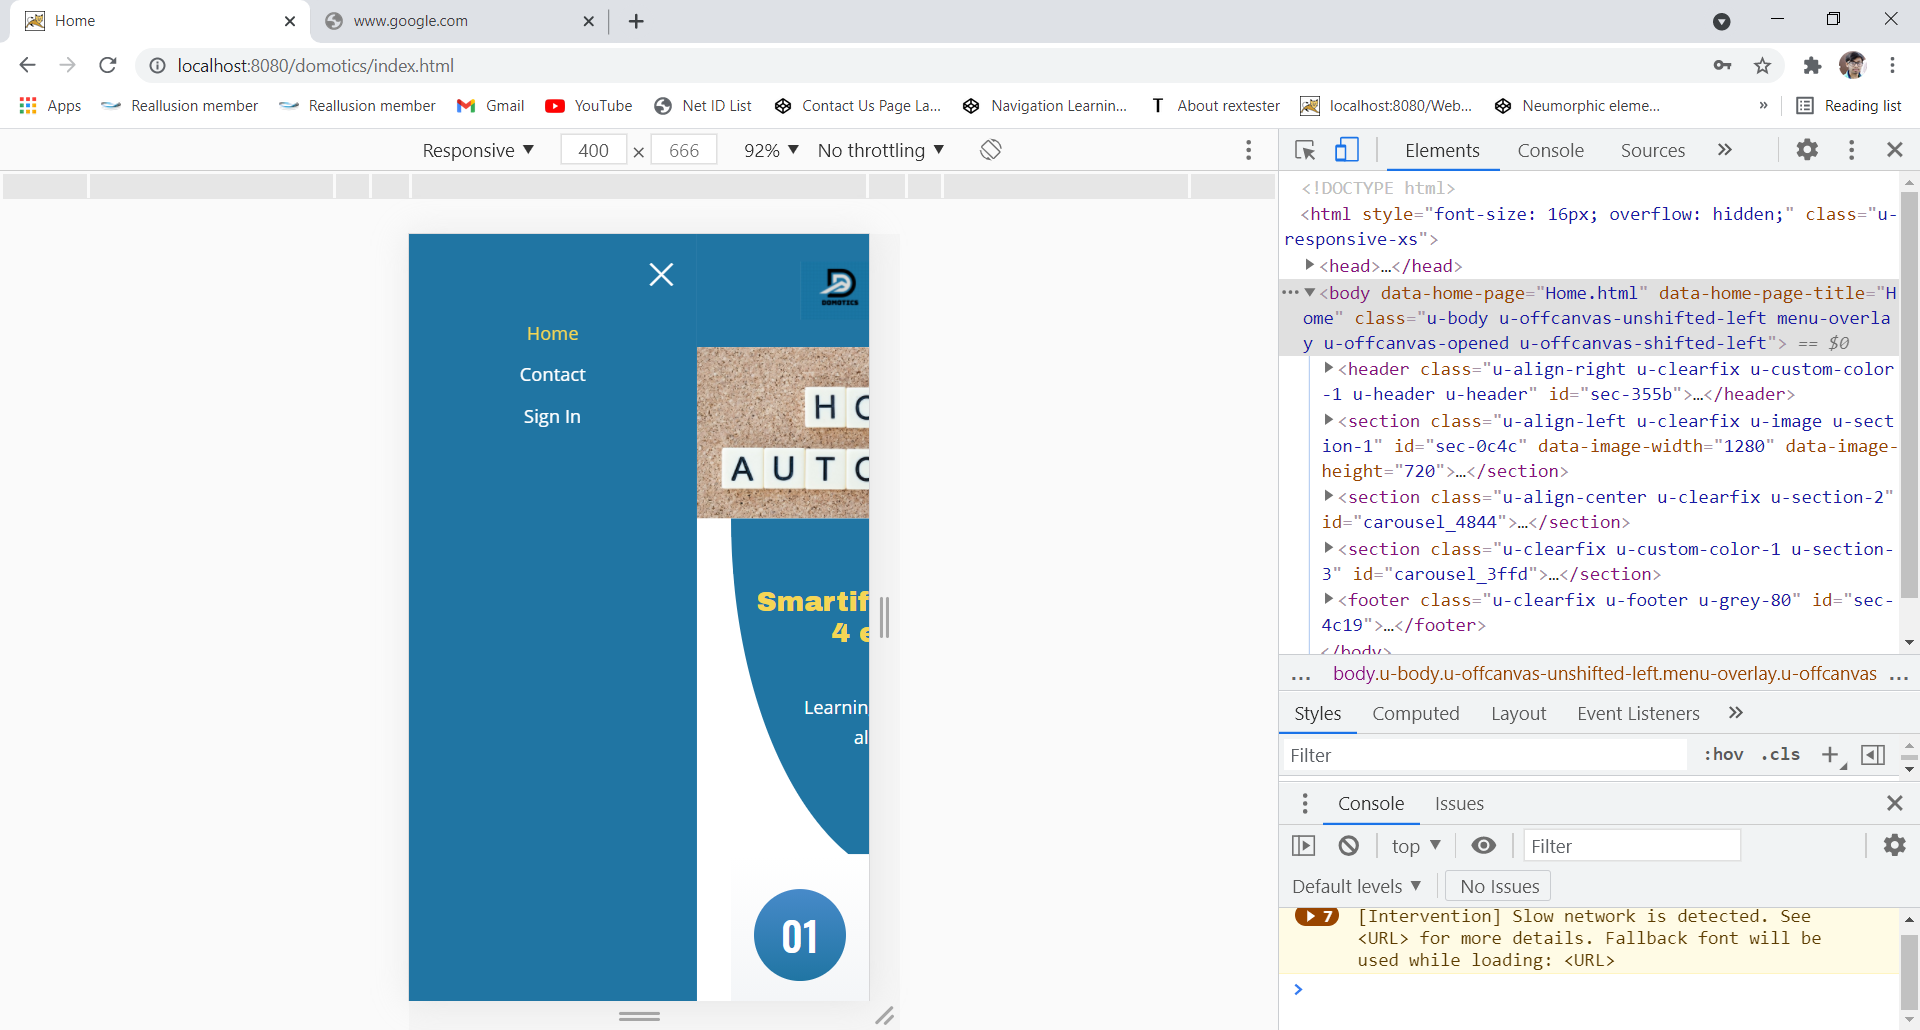 Home
www.google.com
localhost:8080/domotics/index.html
Apps Reallusion member Reallusion member Gmail YouTube Net ID List Contact Us Page La... Navigation Learnin... About rextester localhost:8080/Web... Neumorphic eleme... » Reading list
Responsive ▼ 400 × 666 92% ▼ No throttling ▼
Elements Console Sources »
<!DOCTYPE html>
<html style="font-size: 16px; overflow: hidden;" class="u-
responsive-xs">
▶<head>…</head>
…▼<body data-home-page="Home.html" data-home-page-title="H
ome" class="u-body u-offcanvas-unshifted-left menu-overla
y u-offcanvas-opened u-offcanvas-shifted-left"> == $0
▶<header class="u-align-right u-clearfix u-custom-color
-1 u-header u-header" id="sec-355b">…</header>
▶<section class="u-align-left u-clearfix u-image u-sect
ion-1" id="sec-0c4c" data-image-width="1280" data-image-
height="720">…</section>
▶<section class="u-align-center u-clearfix u-section-2"
id="carousel_4844">…</section>
▶<section class="u-clearfix u-custom-color-1 u-section-
3" id="carousel_3ffd">…</section>
▶<footer class="u-clearfix u-footer u-grey-80" id="sec-
4c19">…</footer>
</body>
... body.u-body.u-offcanvas-unshifted-left.menu-overlay.u-offcanvas ...
Styles Computed Layout Event Listeners »
Filter :hov .cls +
Console Issues
top ▼ Filter
Default levels ▼ No Issues
7 [Intervention] Slow network is detected. See
<URL> for more details. Fallback font will be
used while loading: <URL>
>
Home
Contact
Sign In
DOMOTICS
HO
AUTO
Smartif
4 e
Learnin
al
01